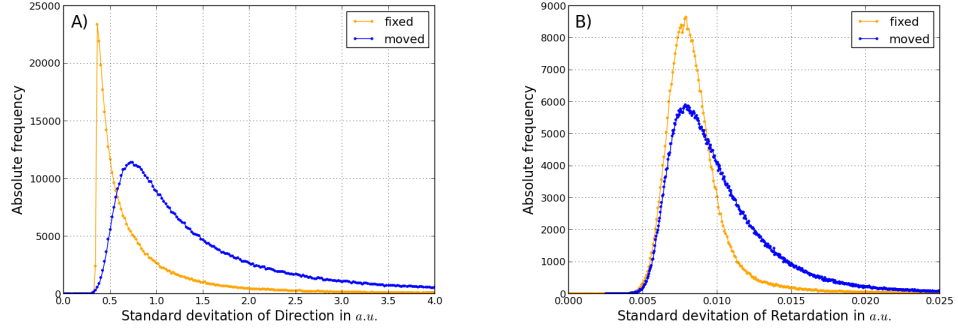 A)
fixed
moved
25000
20000
15000
10000
5000
0
0.0 0.5 1.0 1.5 2.0 2.5 3.0 3.5 4.0
Absolute frequency
Standard devitation of Direction in a.u.
B)
fixed
moved
9000
8000
7000
6000
5000
4000
3000
2000
1000
0
0.000 0.005 0.010 0.015 0.020 0.025
Absolute frequency
Standard devitation of Retardation in a.u.